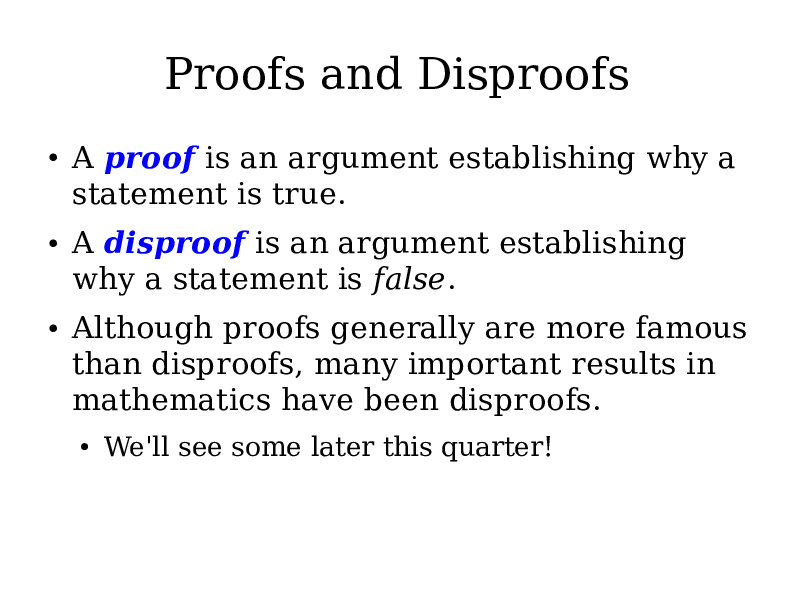 Proofs and Disproofs
• A proof is an argument establishing why a
statement is true.
• A disproof is an argument establishing
why a statement is false.
• Although proofs generally are more famous
than disproofs, many important results in
mathematics have been disproofs.
• We'll see some later this quarter!